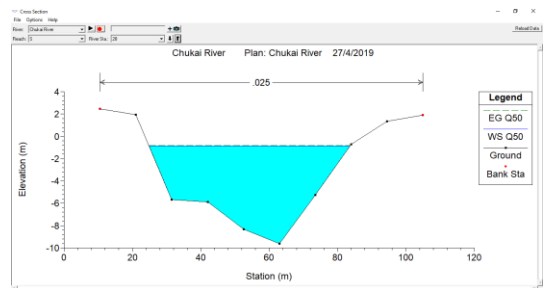 Cross Section
File Options Help
River: Chukai River
Reload Data
Reach: S River Sta.: 28
Chukai River Plan: Chukai River 27/4/2019
.025
4
2
0
-2
-4
-6
-8
-10
Elevation (m)
0 20 40 60 80 100 120
Station (m)
Legend
EG Q50
WS Q50
Ground
Bank Sta